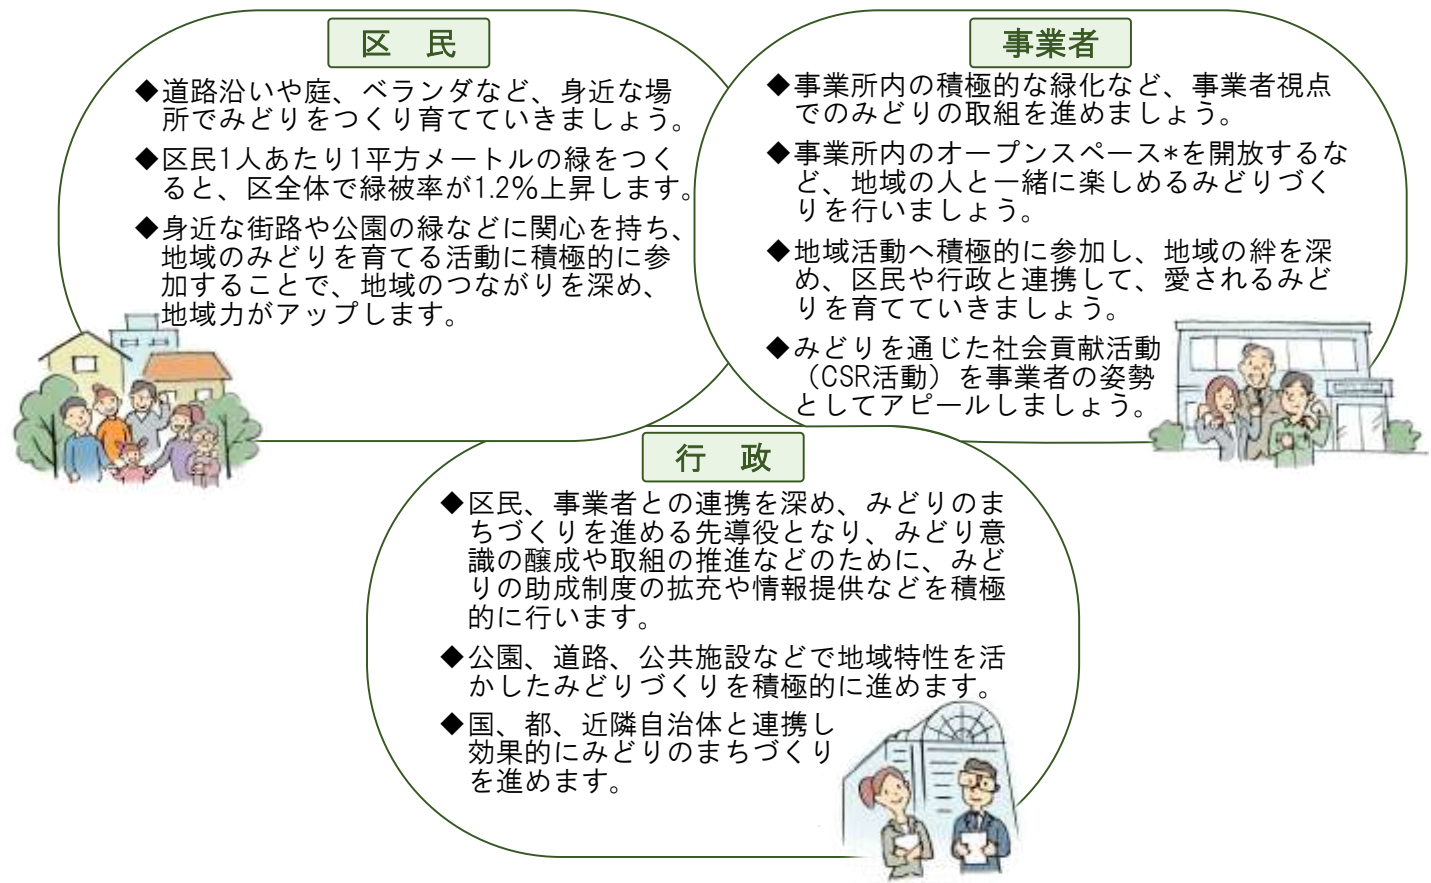 区　民
◆道路沿いや庭、ベランダなど、身近な場
所でみどりをつくり育てていきましょう。
◆区民1人あたり1平方メートルの緑をつく
ると、区全体で緑被率が1.2％上昇します。
◆身近な街路や公園の緑などに関心を持ち、
地域のみどりを育てる活動に積極的に参
加することで、地域のつながりを深め、
地域力がアップします。
事業者
◆事業所内の積極的な緑化など、事業者視点
でのみどりの取組を進めましょう。
◆事業所内のオープンスペース*を開放するな
ど、地域の人と一緒に楽しめるみどりづく
りを行いましょう。
◆地域活動へ積極的に参加し、地域の絆を深
め、区民や行政と連携して、愛されるみど
りを育てていきましょう。
◆みどりを通じた社会貢献活動
（CSR活動）を事業者の姿勢
としてアピールしましょう。
行　政
◆区民、事業者との連携を深め、みどりのま
ちづくりを進める先導役となり、みどり意
識の醸成や取組の推進などのために、みど
りの助成制度の拡充や情報提供などを積極
的に行います。
◆公園、道路、公共施設などで地域特性を活
かしたみどりづくりを積極的に進めます。
◆国、都、近隣自治体と連携し
効果的にみどりのまちづくり
を進めます。